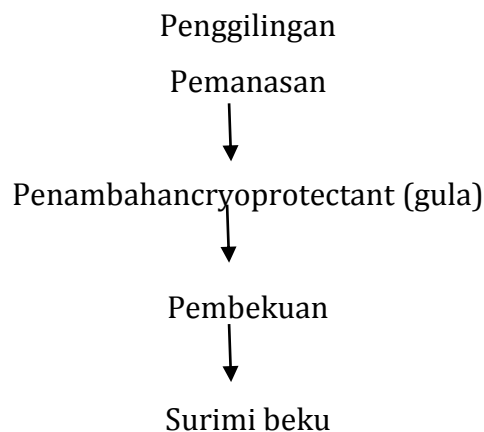 Penggilingan
Pemanasan
Penambahancryoprotectant (gula)
Pembekuan
Surimi beku